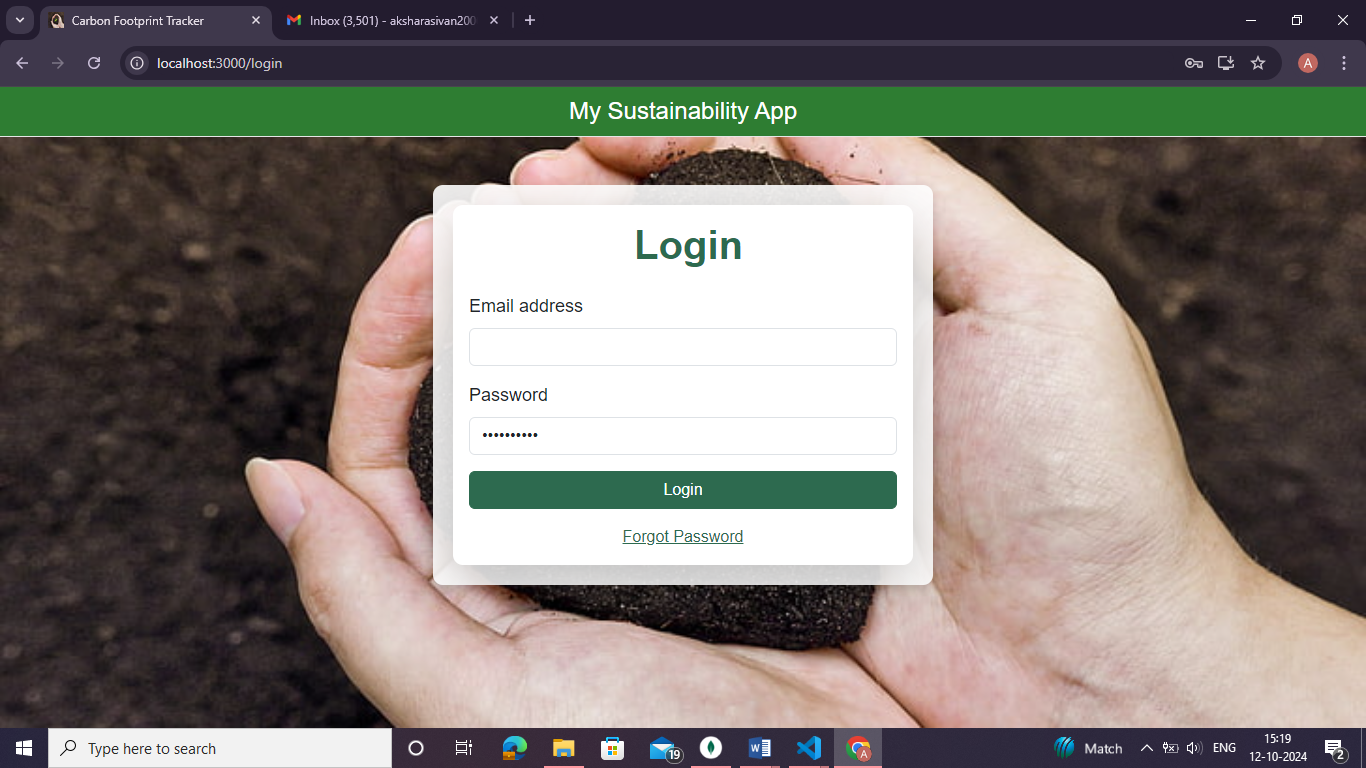 Carbon Footprint Tracker
Inbox (3,501) - aksharasivan200
localhost:3000/login
A
My Sustainability App
Login
Email address
Password
••••••••••
Login
Forgot Password
Type here to search
19
W
A
Match
ENG
15:19
12-10-2024
2